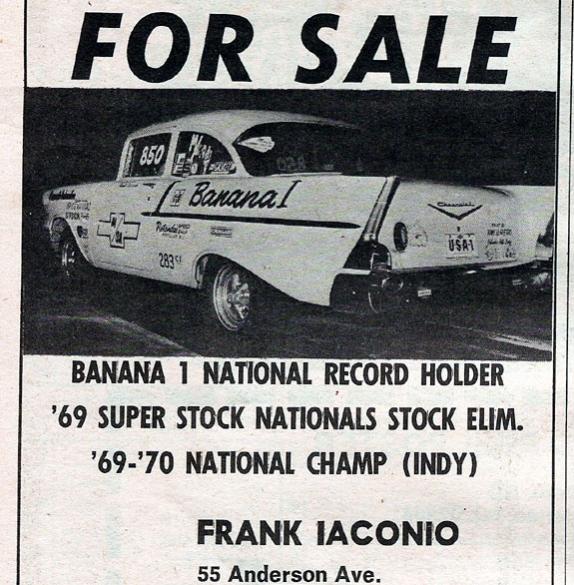 FOR SALE
850
Banana I
Chevrolet
USA-1
283
BANANA 1 NATIONAL RECORD HOLDER
'69 SUPER STOCK NATIONALS STOCK ELIM.
'69-'70 NATIONAL CHAMP (INDY)
FRANK IACONIO
55 Anderson Ave.